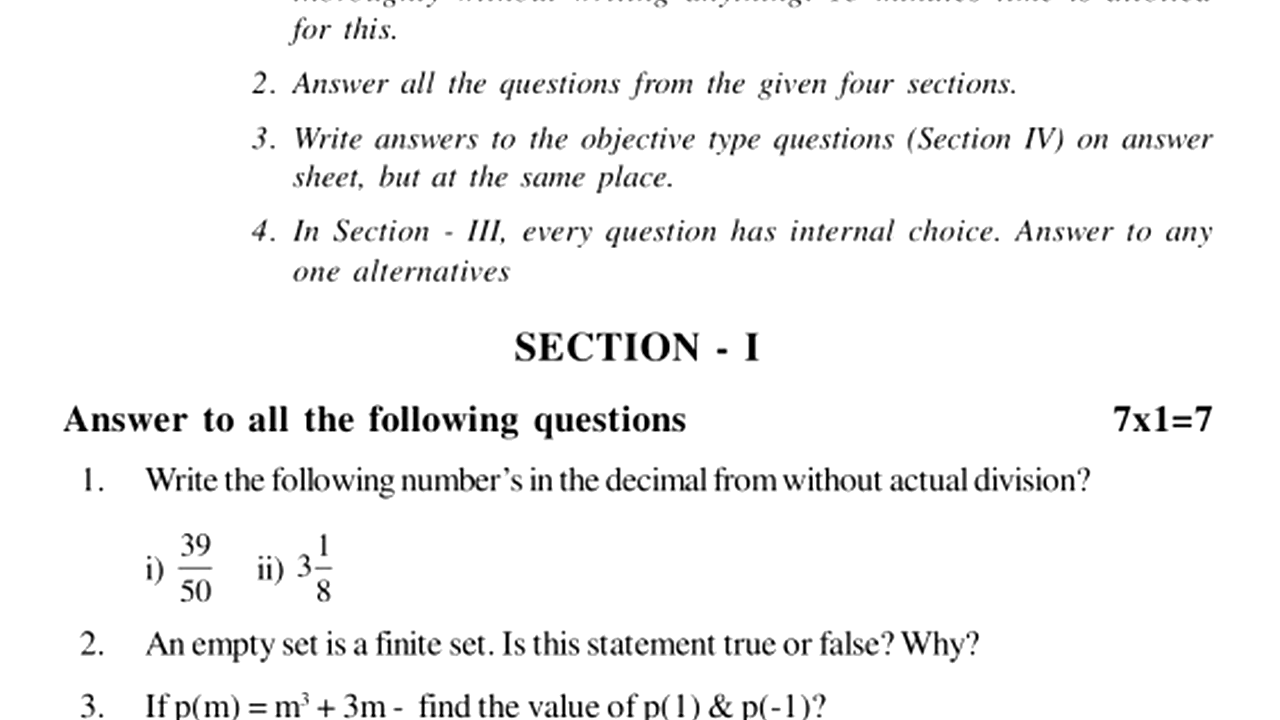 for this.
2. Answer all the questions from the given four sections.
3. Write answers to the objective type questions (Section IV) on answer
sheet, but at the same place.
4. In Section - III, every question has internal choice. Answer to any
one alternatives
SECTION - I
Answer to all the following questions 7x1=7
1. Write the following number's in the decimal from without actual division?
i) 39/50 ii) 3 1/8
2. An empty set is a finite set. Is this statement true or false? Why?
3. If p(m) = m³ + 3m - find the value of p(1) & p(-1)?